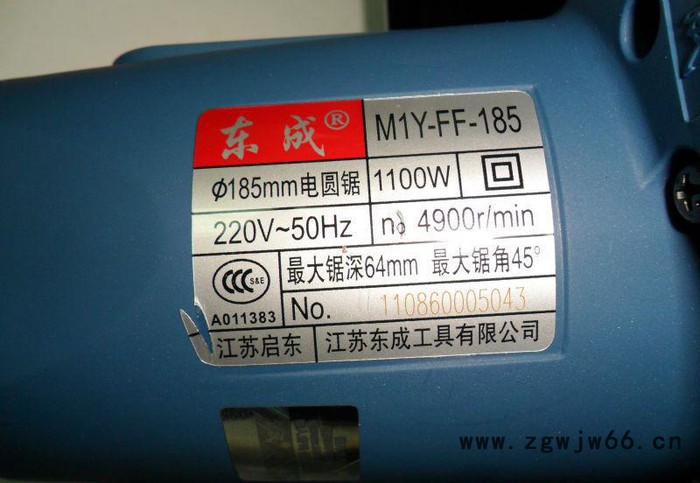 东成® M1Y-FF-185
φ185mm电圆锯 1100W
220V~50Hz n₀ 4900r/min
CCC S&E 最大锯深64mm 最大锯角45°
A011383 No. 110860005043
江苏启东 江苏东成工具有限公司
www.zgwjw66.cn